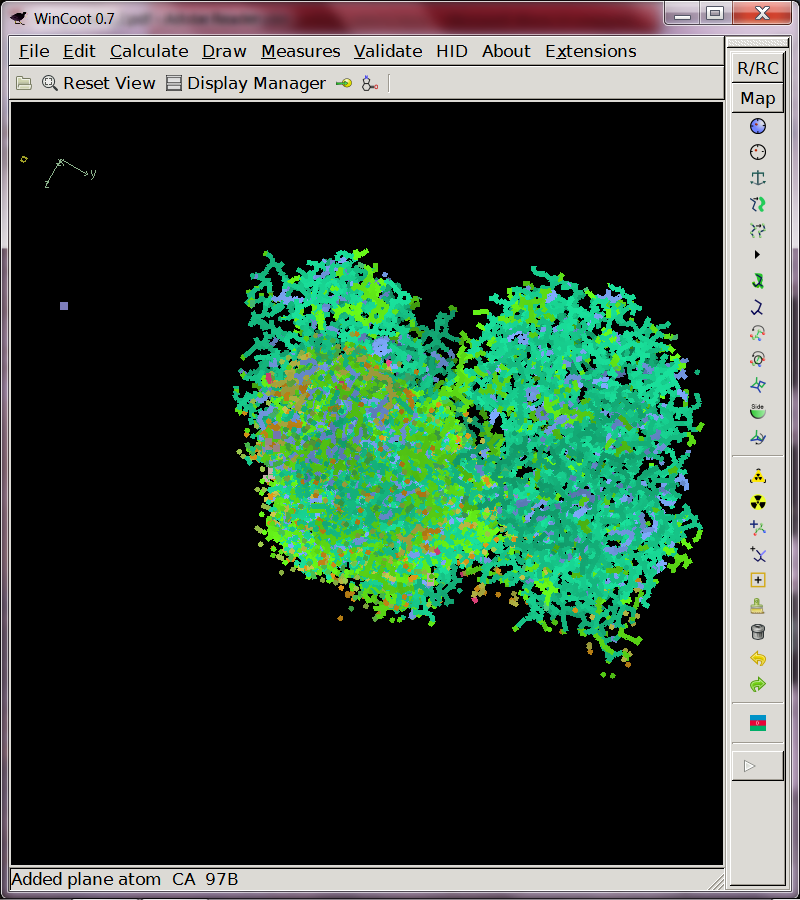 WinCoot 0.7
File Edit Calculate Draw Measures Validate HID About Extensions
R/RC
Reset View Display Manager
Map
x
y
z
Side
Added plane atom CA 97B